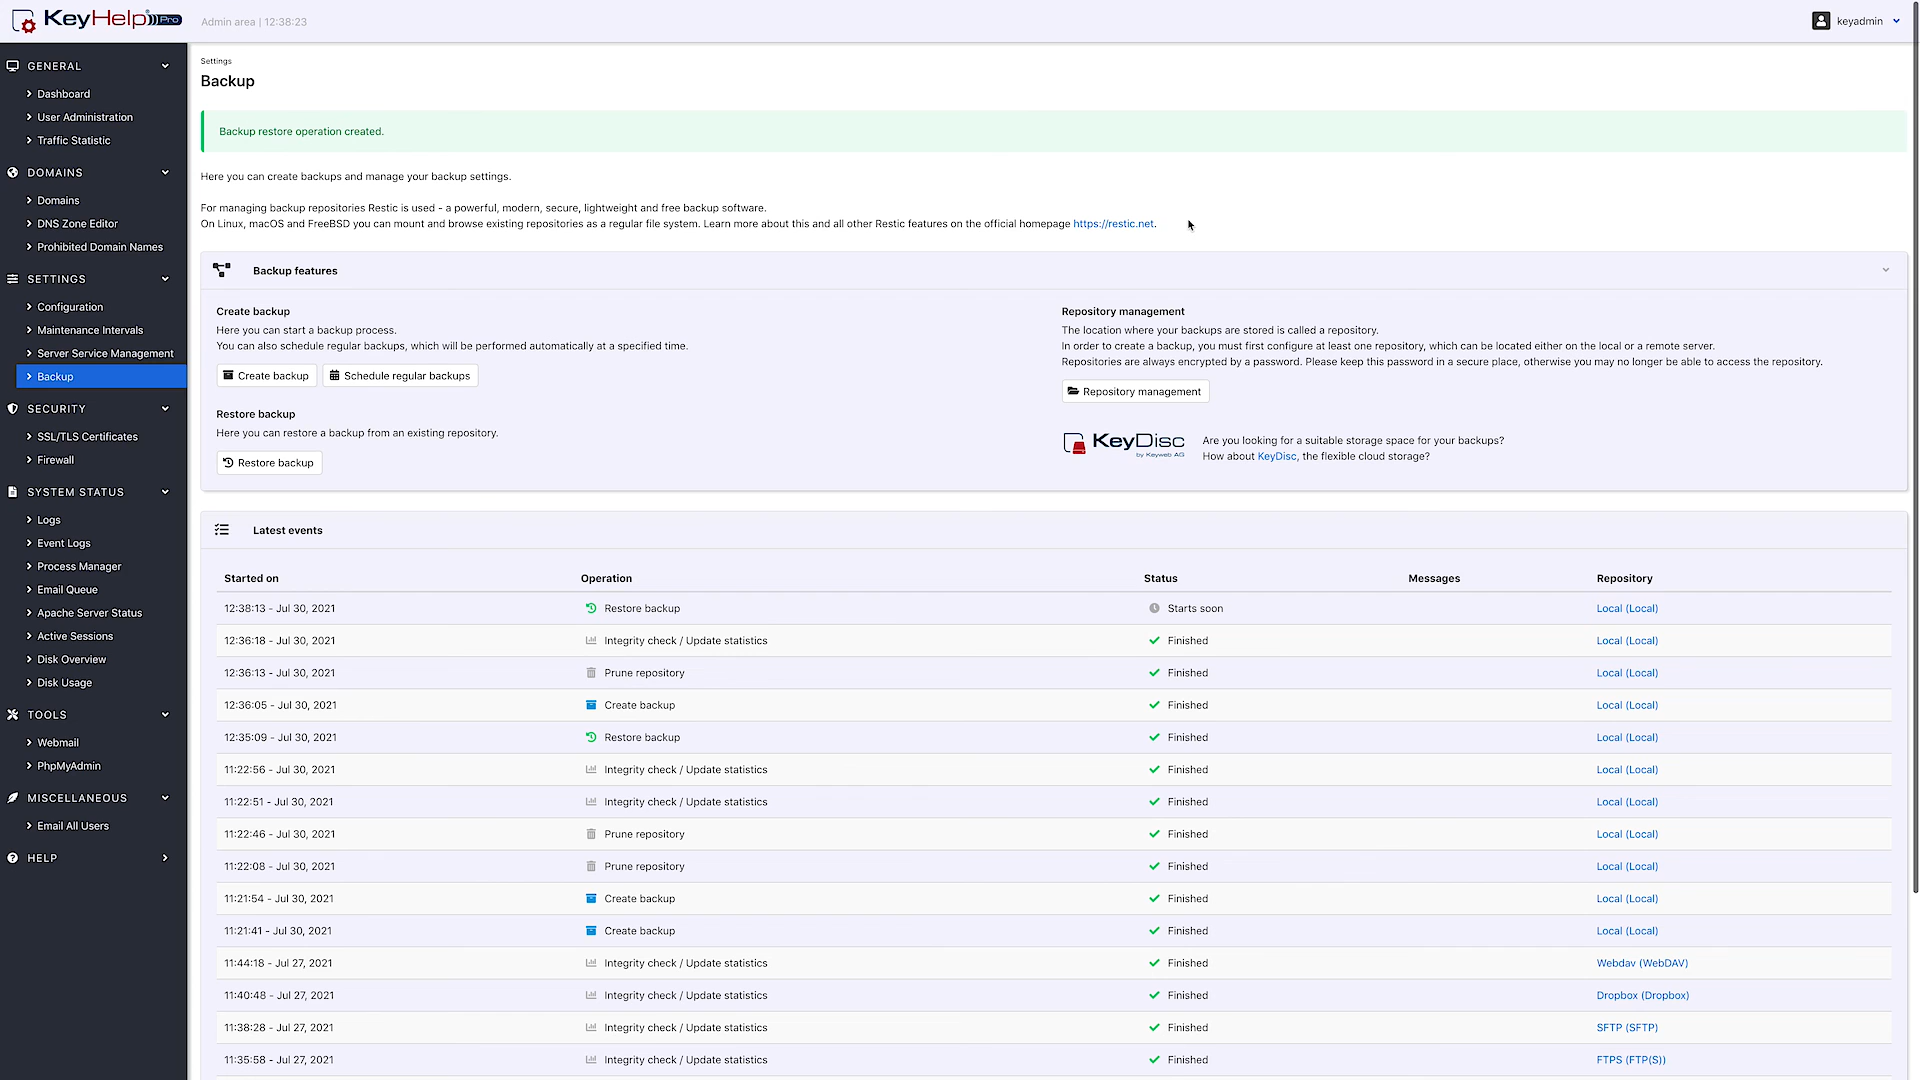 KeyHelp Pro
Admin area | 12:38:23
keyadmin
GENERAL
Dashboard
User Administration
Traffic Statistic
DOMAINS
Domains
DNS Zone Editor
Prohibited Domain Names
SETTINGS
Configuration
Maintenance Intervals
Server Service Management
Backup
SECURITY
SSL/TLS Certificates
Firewall
SYSTEM STATUS
Logs
Event Logs
Process Manager
Email Queue
Apache Server Status
Active Sessions
Disk Overview
Disk Usage
TOOLS
Webmail
PhpMyAdmin
MISCELLANEOUS
Email All Users
HELP
Settings
Backup
Backup restore operation created.
Here you can create backups and manage your backup settings.
For managing backup repositories Restic is used - a powerful, modern, secure, lightweight and free backup software.
On Linux, macOS and FreeBSD you can mount and browse existing repositories as a regular file system. Learn more about this and all other Restic features on the official homepage https://restic.net.
Backup features
Create backup
Here you can start a backup process.
You can also schedule regular backups, which will be performed automatically at a specified time.
Create backup
Schedule regular backups
Restore backup
Here you can restore a backup from an existing repository.
Restore backup
Repository management
The location where your backups are stored is called a repository.
In order to create a backup, you must first configure at least one repository, which can be located either on the local or a remote server.
Repositories are always encrypted by a password. Please keep this password in a secure place, otherwise you may no longer be able to access the repository.
Repository management
KeyDisc
by Keyweb AG
Are you looking for a suitable storage space for your backups?
How about KeyDisc, the flexible cloud storage?
Latest events
Started on Operation Status Messages Repository
12:38:13 - Jul 30, 2021 Restore backup Starts soon Local (Local)
12:36:18 - Jul 30, 2021 Integrity check / Update statistics Finished Local (Local)
12:36:13 - Jul 30, 2021 Prune repository Finished Local (Local)
12:36:05 - Jul 30, 2021 Create backup Finished Local (Local)
12:35:09 - Jul 30, 2021 Restore backup Finished Local (Local)
11:22:56 - Jul 30, 2021 Integrity check / Update statistics Finished Local (Local)
11:22:51 - Jul 30, 2021 Integrity check / Update statistics Finished Local (Local)
11:22:46 - Jul 30, 2021 Prune repository Finished Local (Local)
11:22:08 - Jul 30, 2021 Prune repository Finished Local (Local)
11:21:54 - Jul 30, 2021 Create backup Finished Local (Local)
11:21:41 - Jul 30, 2021 Create backup Finished Local (Local)
11:44:18 - Jul 27, 2021 Integrity check / Update statistics Finished Webdav (WebDAV)
11:40:48 - Jul 27, 2021 Integrity check / Update statistics Finished Dropbox (Dropbox)
11:38:28 - Jul 27, 2021 Integrity check / Update statistics Finished SFTP (SFTP)
11:35:58 - Jul 27, 2021 Integrity check / Update statistics Finished FTPS (FTP(S))